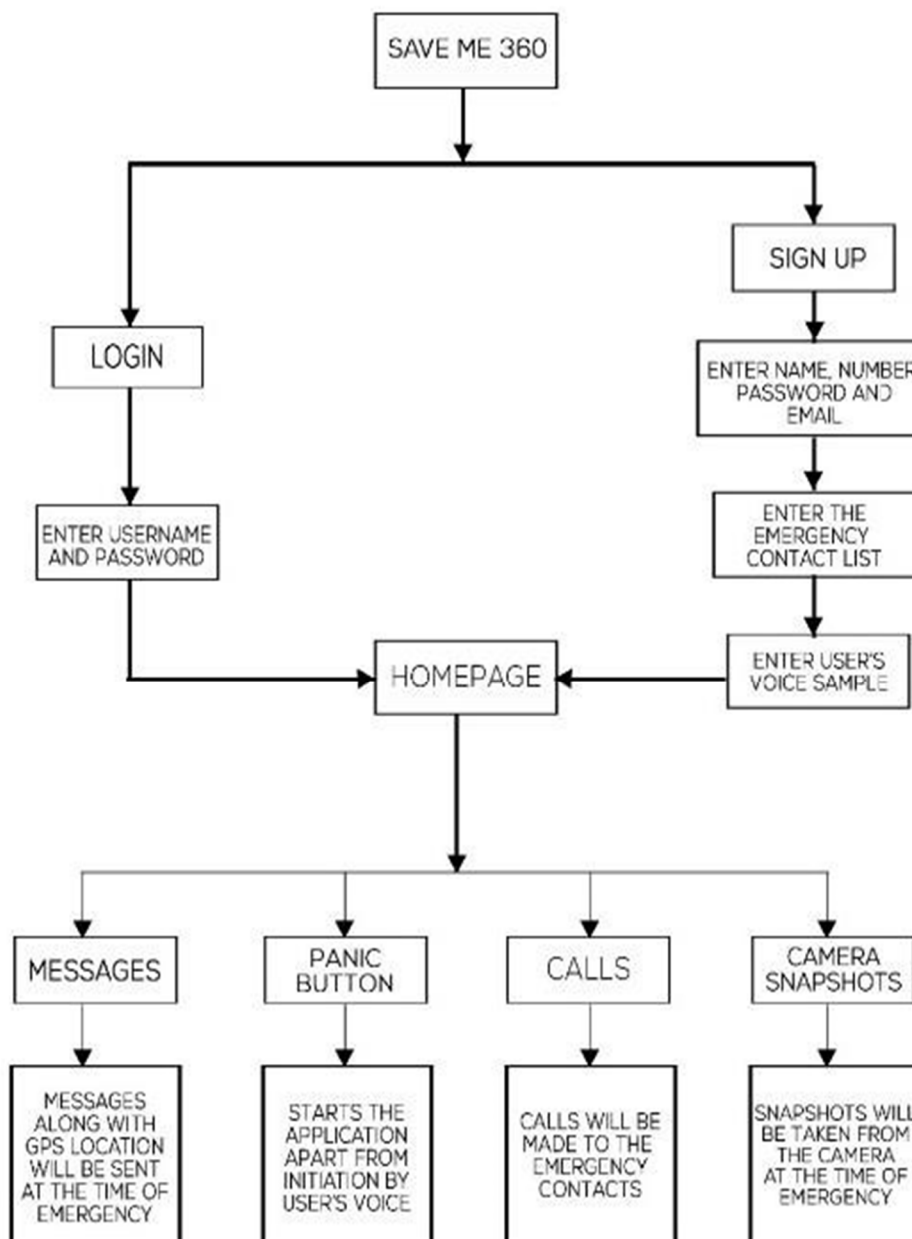 SAVE ME 360
SIGN UP
LOGIN
ENTER NAME, NUMBER
PASSWORD AND
EMAIL
ENTER USERNAME
AND PASSWORD
ENTER THE
EMERGENCY
CONTACT LIST
HOMEPAGE
ENTER USER'S
VOICE SAMPLE
MESSAGES
PANIC
BUTTON
CALLS
CAMERA
SNAPSHOTS
MESSAGES
ALONG WITH
GPS LOCATION
WILL BE SENT
AT THE TIME OF
EMERGENCY
STARTS THE
APPLICATION
APART FROM
INITIATION BY
USER'S VOICE
CALLS WILL BE
MADE TO THE
EMERGENCY
CONTACTS
SNAPSHOTS WILL
BE TAKEN FROM
THE CAMERA
AT THE TIME OF
EMERGENCY